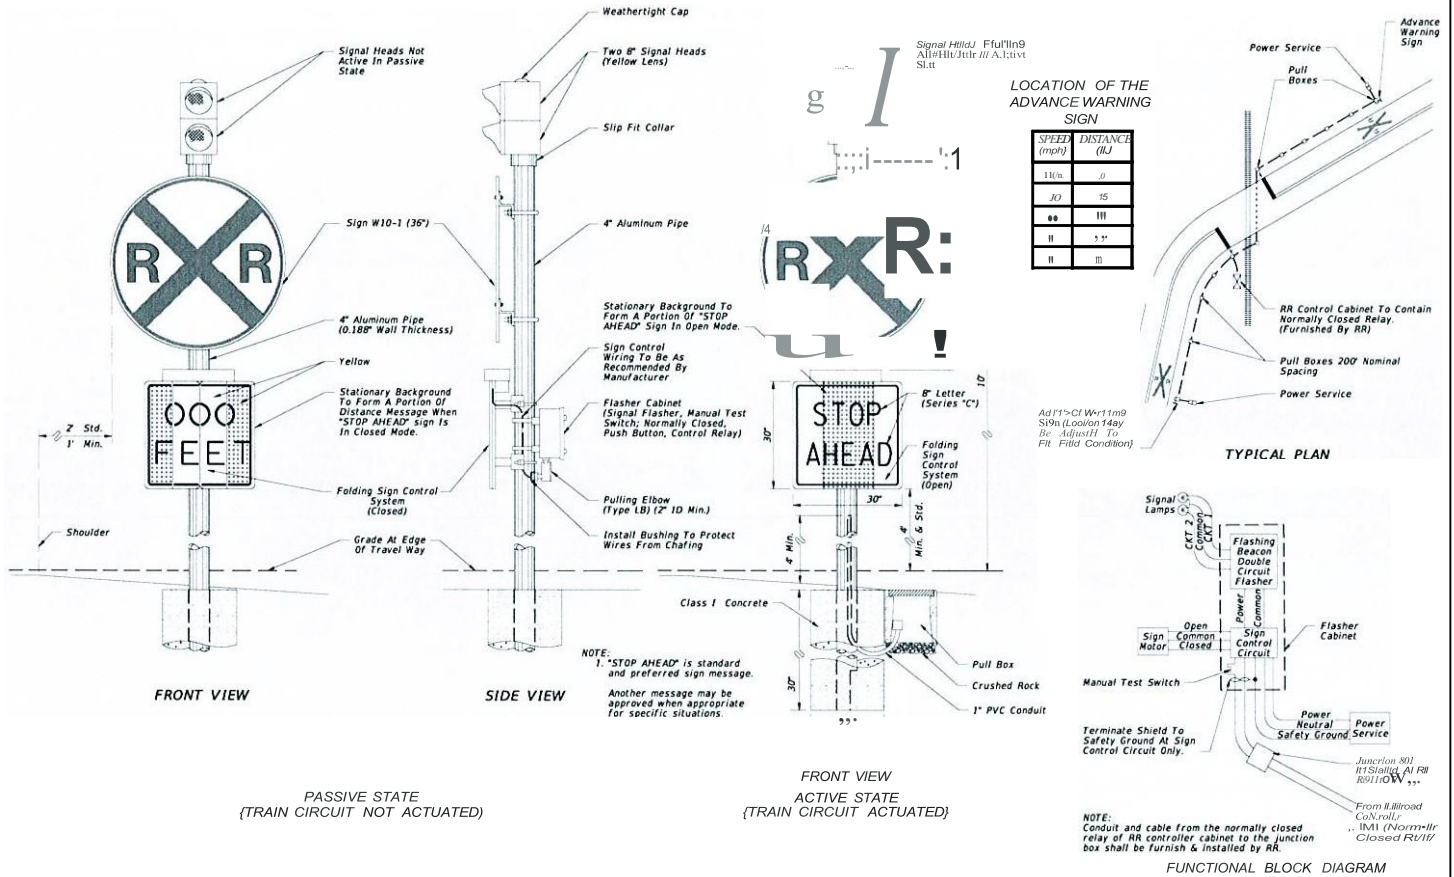 Signal Heads Not
Active In Passive
State
R R
Sign W10-1 (36")
4" Aluminum Pipe
(0.188" Wall Thickness)
Yellow
Stationary Background
To Form A Portion Of
Distance Message When
"STOP AHEAD" sign Is
In Closed Mode.
000
FEET
2' Std.
1' Min.
Folding Sign Control
System
(Closed)
Shoulder
Grade At Edge
Of Travel Way
FRONT VIEW
Weathertight Cap
Two 8" Signal Heads
(Yellow Lens)
Slip Fit Collar
4" Aluminum Pipe
Stationary Background To
Form A Portion Of "STOP
AHEAD" Sign In Open Mode.
Sign Control
Wiring To Be As
Recommended By
Manufacturer
Flasher Cabinet
(Signal Flasher, Manual Test
Switch; Normally Closed,
Push Button, Control Relay)
Pulling Elbow
(Type LB) (2" ID Min.)
Install Bushing To Protect
Wires From Chafing
SIDE VIEW
NOTE:
1. "STOP AHEAD" is standard
and preferred sign message.
Another message may be
approved when appropriate
for specific situations.
PASSIVE STATE
{TRAIN CIRCUIT NOT ACTUATED)
g I
R R:
!
STOP
AHEAD
8" Letter
(Series "C")
Folding
Sign
Control
System
(Open)
30"
30"
10'
4' Min.
4'
Min. & Std.
30"
Class I Concrete
Pull Box
Crushed Rock
1" PVC Conduit
FRONT VIEW
ACTIVE STATE
{TRAIN CIRCUIT ACTUATED}
LOCATION OF THE
ADVANCE WARNING
SIGN
SPEED DISTANCE
(mph)
15
Advance
Warning
Sign
Power Service
Pull
Boxes
RR Control Cabinet To Contain
Normally Closed Relay.
(Furnished By RR)
Pull Boxes 200' Nominal
Spacing
Power Service
Be AdjustH To
TYPICAL PLAN
Signal
Lamps
CKT 2
Common
CKT 1
Flashing
Beacon
Double
Circuit
Flasher
Power
Common
Flasher
Cabinet
Sign
Motor
Open
Common
Closed
Sign
Control
Circuit
Manual Test Switch
Power
Neutral
Safety Ground
Power
Service
Terminate Shield To
Safety Ground At Sign
Control Circuit Only.
NOTE:
Conduit and cable from the normally closed
relay of RR controller cabinet to the junction
box shall be furnish & installed by RR.
FUNCTIONAL BLOCK DIAGRAM